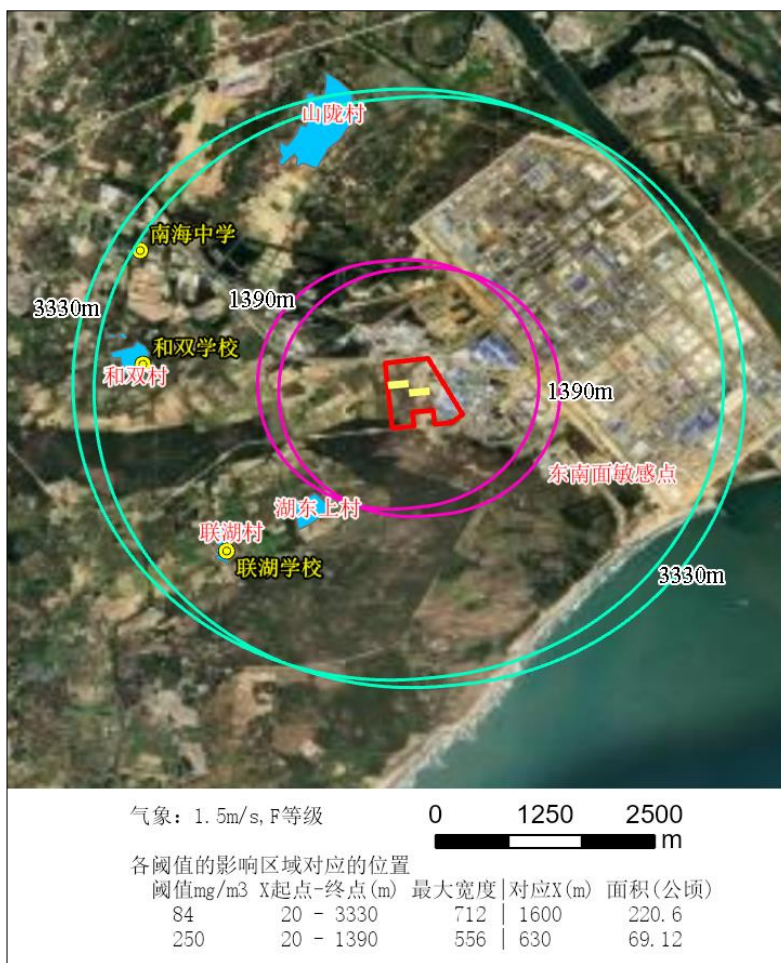 山陇村
南海中学
3330m
1390m
和双学校
和双村
1390m
东南面敏感点
湖东上村
联湖村
联湖学校
3330m
气象: 1.5m/s,F等级
0 1250 2500
m
各阈值的影响区域对应的位置
阈值mg/m3 X起点-终点(m) 最大宽度|对应X(m) 面积(公顷)
84 20 - 3330 712 | 1600 220.6
250 20 - 1390 556 | 630 69.12